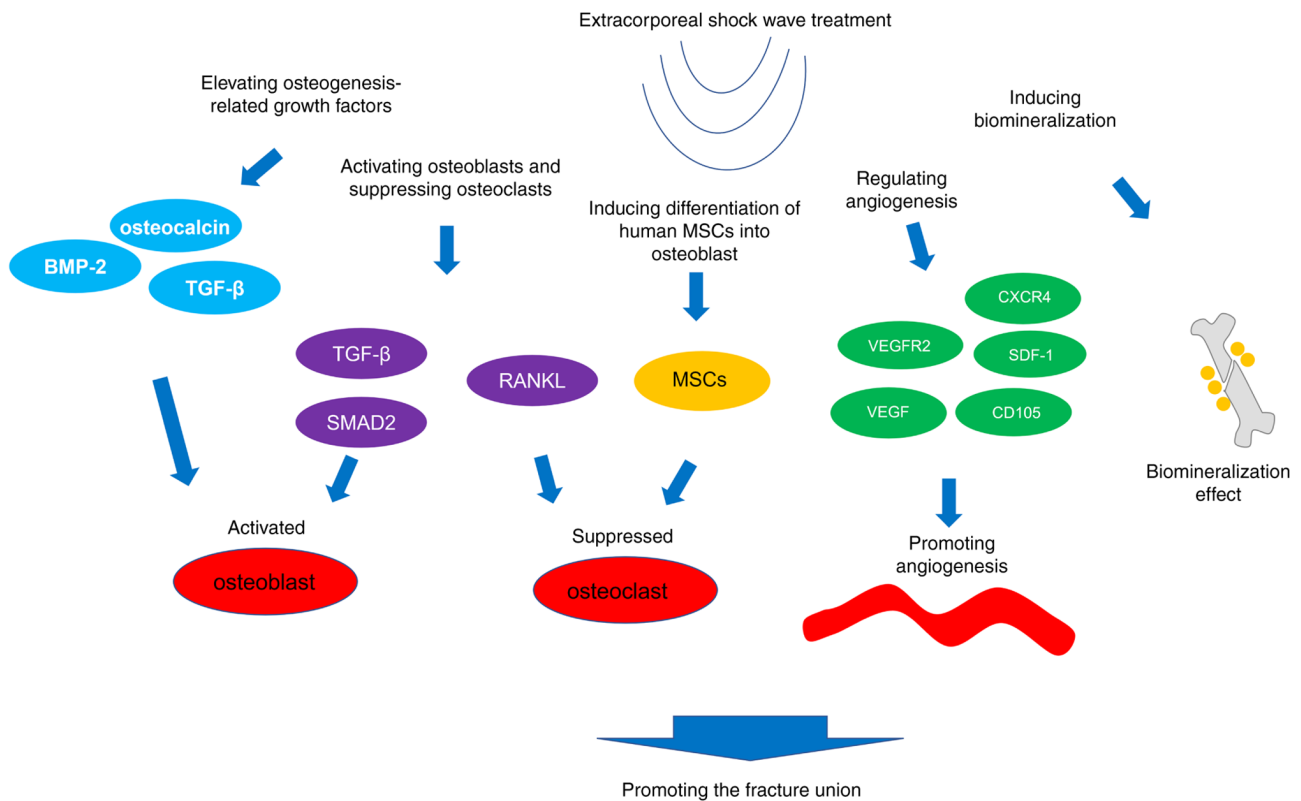 Extracorporeal shock wave treatment
Elevating osteogenesis-
related growth factors
Activating osteoblasts and
suppressing osteoclasts
Inducing differentiation of
human MSCs into
osteoblast
Regulating
angiogenesis
Inducing
biomineralization
osteocalcin
BMP-2
TGF-β
TGF-β
SMAD2
RANKL
MSCs
CXCR4
VEGFR2
SDF-1
VEGF
CD105
Biomineralization
effect
Activated
osteoblast
Suppressed
osteoclast
Promoting
angiogenesis
Promoting the fracture union